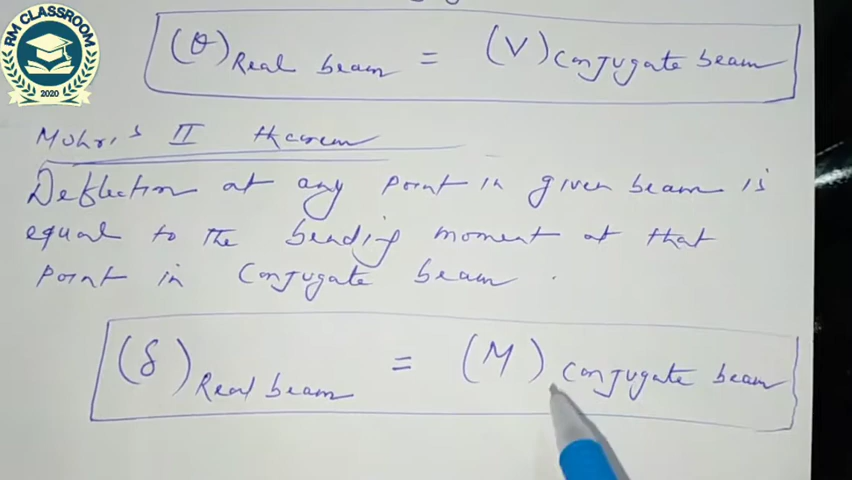 RM CLASSROOM
2020
(θ) Real beam = (V) Conjugate beam
Mohr's II theorem
Deflection at any point in given beam is
equal to the bending moment at that
point in Conjugate beam.
(δ) Real beam = (M) Conjugate beam